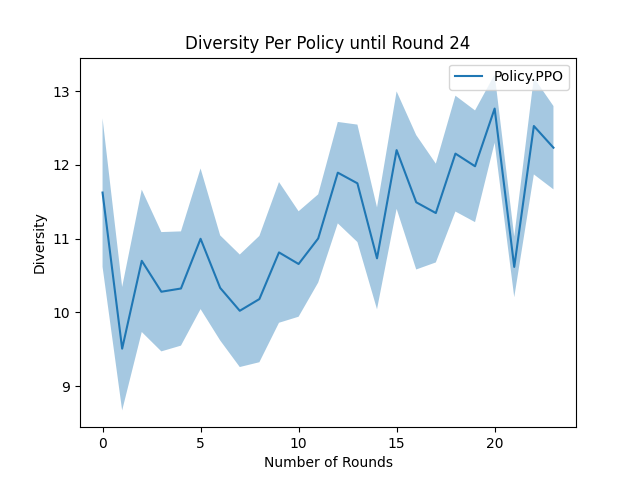 Diversity Per Policy until Round 24
Policy.PPO
Diversity
13
12
11
10
9
0 5 10 15 20
Number of Rounds